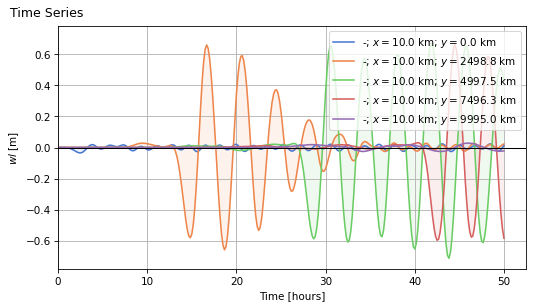 Time Series
-; x = 10.0 km; y = 0.0 km
-; x = 10.0 km; y = 2498.8 km
-; x = 10.0 km; y = 4997.5 km
-; x = 10.0 km; y = 7496.3 km
-; x = 10.0 km; y = 9995.0 km
wl [m]
0.6
0.4
0.2
0.0
−0.2
−0.4
−0.6
0 10 20 30 40 50
Time [hours]